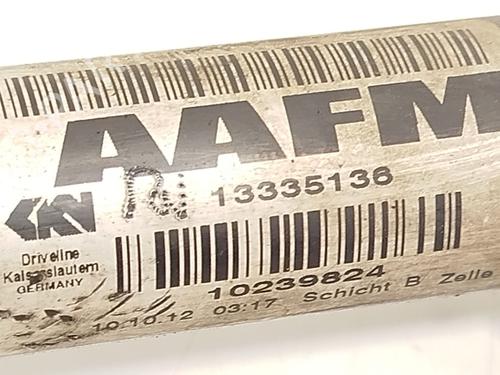 AAFM
13335136
Driveline
Kaiserslautern
GERMANY
10239824
10.10.12 03:17 Schicht B Zelle